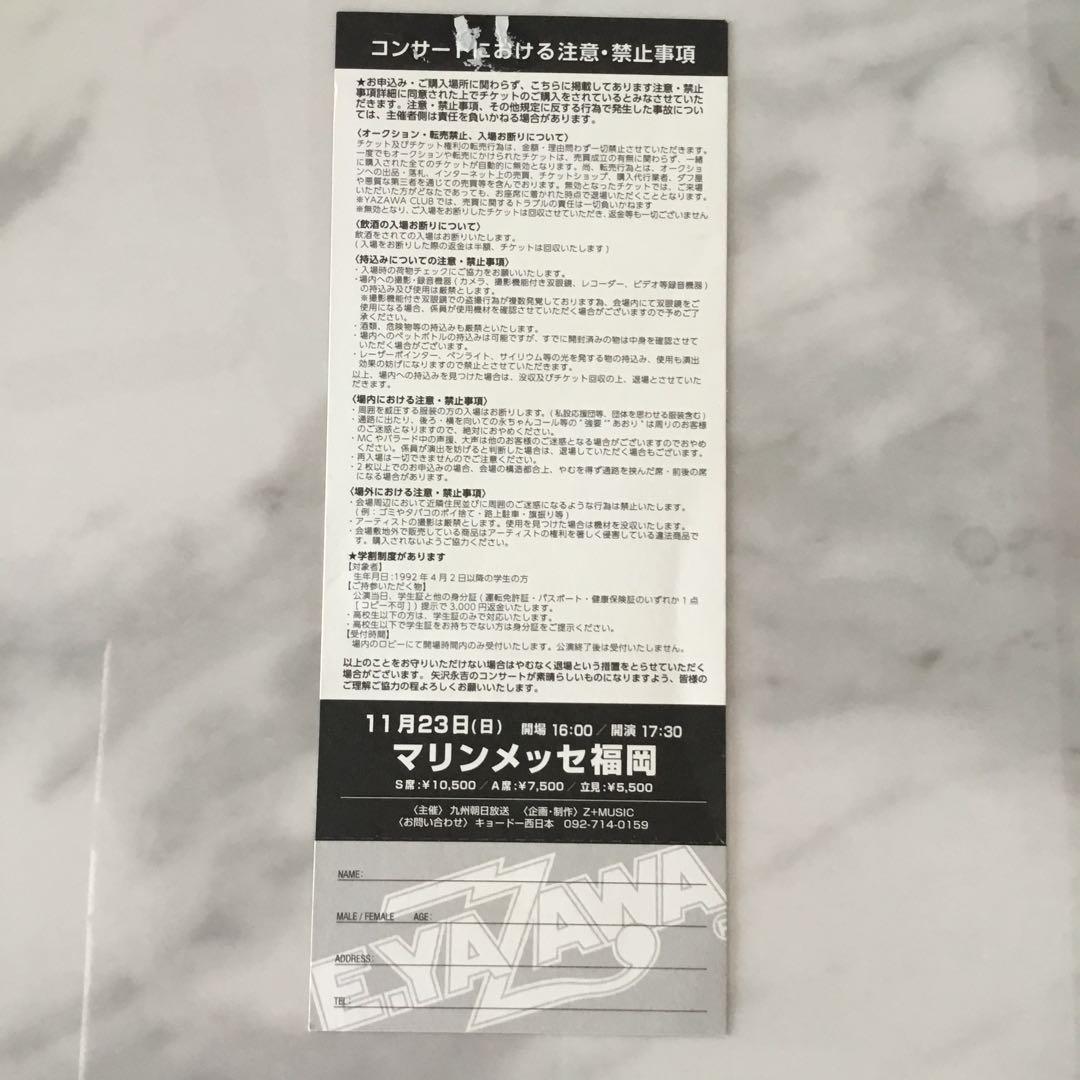 コンサートにおける注意・禁止事項
★お申込み・ご購入場所に関わらず、こちらに掲載してあります注意・禁止
事項詳細に同意された上でチケットのご購入をされているとみなさせていた
だきます。注意・禁止事項、その他規定に反する行為で発生した事故につい
ては、主催者側は責任を負いかねる場合があります。
〈オークション・転売禁止、入場お断りについて〉
チケット及びチケット権利の転売行為は、金額・理由問わず一切禁止させていただきます。
一度でもオークションや転売にかけられたチケットは、売買成立の有無に関わらず、一緒
に購入された全てのチケットが自動的に無効となります。尚、転売行為とは、オークショ
ンへの出品・落札、インターネット上の売買、チケットショップ、購入代行業者、ダフ屋
や悪質な第三者を通じての売買等を含んでおります。無効となったチケットでは、ご来場
いただいた方がどなたであっても、お座席に着かれた時点で退場いただくこととなります。
※YAZAWA CLUBでは、売買に関するトラブルの責任は一切負いかねます
※無効となり、ご入場をお断りしたチケットは回収させていただき、返金等も一切ございません
〈飲酒の入場お断りについて〉
飲酒をされての入場はお断りいたします。
(入場をお断りした際の返金は半額、チケットは回収いたします)
〈持込みについての注意・禁止事項〉
・入場時の荷物チェックにご協力をお願いいたします。
・場内への撮影・録音機器(カメラ、撮影機能付き双眼鏡、レコーダー、ビデオ等録音機器)
の持込み及び使用は厳禁とします。
※撮影機能付き双眼鏡での盗撮行為が複数発覚しております為、会場内にて双眼鏡をご
使用になる場合、係員が使用機材を確認させていただく場合がございますので予めご了
承ください。
・酒類、危険物等の持込みも厳禁といたします。
・場内へのペットボトルの持込みは可能ですが、すでに開封済みの物は中身を確認させて
いただく場合がございます。
・レーザーポインター、ペンライト、サイリウム等の光を発する物の持込み、使用も演出
効果の妨げになりますので禁止とさせていただきます。
以上、場内への持込みを見つけた場合は、没収及びチケット回収の上、退場とさせていた
だきます。
〈場内における注意・禁止事項〉
・周囲を威圧する服装の方の入場はお断りします。(私設応援団等、団体を思わせる服装含む)
・通路に出たり、後ろ・横を向いての永ちゃんコール等の"強要""あおり"は周りのお客様
のご迷惑となりますので、絶対におやめください。
・MCやバラード中の声援、大声は他のお客様のご迷惑となる場合がございますのでおやめ
ください。係員が演出を妨げると判断した場合は、退場していただく場合もございます。
・再入場は一切できませんのでご注意ください。
・2枚以上でのお申込みの場合、会場の構造都合上、やむを得ず通路を挟んだ席・前後の席
になる場合があります。
〈場外における注意・禁止事項〉
・会場周辺において近隣住民並びに周囲のご迷惑になるような行為は禁止いたします。
(例:ゴミやタバコのポイ捨て・路上駐車・旗振り等)
・アーティストの撮影は厳禁とします。使用を見つけた場合は機材を没収いたします。
・会場敷地外で販売している商品はアーティストの権利を著しく侵害している違法商品で
す。購入されないようご協力ください。
★学割制度があります
【対象者】
生年月日:1992年4月2日以降の学生の方
【ご持参いただく物】
公演当日、学生証と他の身分証(運転免許証・パスポート・健康保険証のいずれか1点
[コピー不可])提示で3,000円返金いたします。
・高校生以下の方は、学生証のみで対応いたします。
・高校生以下で学生証をお持ちでない方は身分証をご提示ください。
【受付時間】
場内のロビーにて開場時間内のみ受付いたします。公演終了後は受付いたしません。
以上のことをお守りいただけない場合はやむなく退場という措置をとらせていただく
場合がございます。矢沢永吉のコンサートが素晴らしいものになりますよう、皆様の
ご理解ご協力の程よろしくお願いいたします。
11月23日(日) 開場 16:00/開演 17:30
マリンメッセ福岡
S席:¥10,500/A席:¥7,500/立見:¥5,500
〈主催〉九州朝日放送 〈企画・制作〉Z+MUSIC
〈お問い合わせ〉キョードー西日本 092-714-0159
NAME:
MALE / FEMALE AGE:
ADDRESS:
TEL:
E.YAZAWA